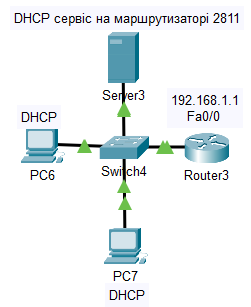 DHCP сервіс на маршрутизаторі 2811
Server3
192.168.1.1
Fa0/0
DHCP
PC6
Switch4
Router3
PC7
DHCP